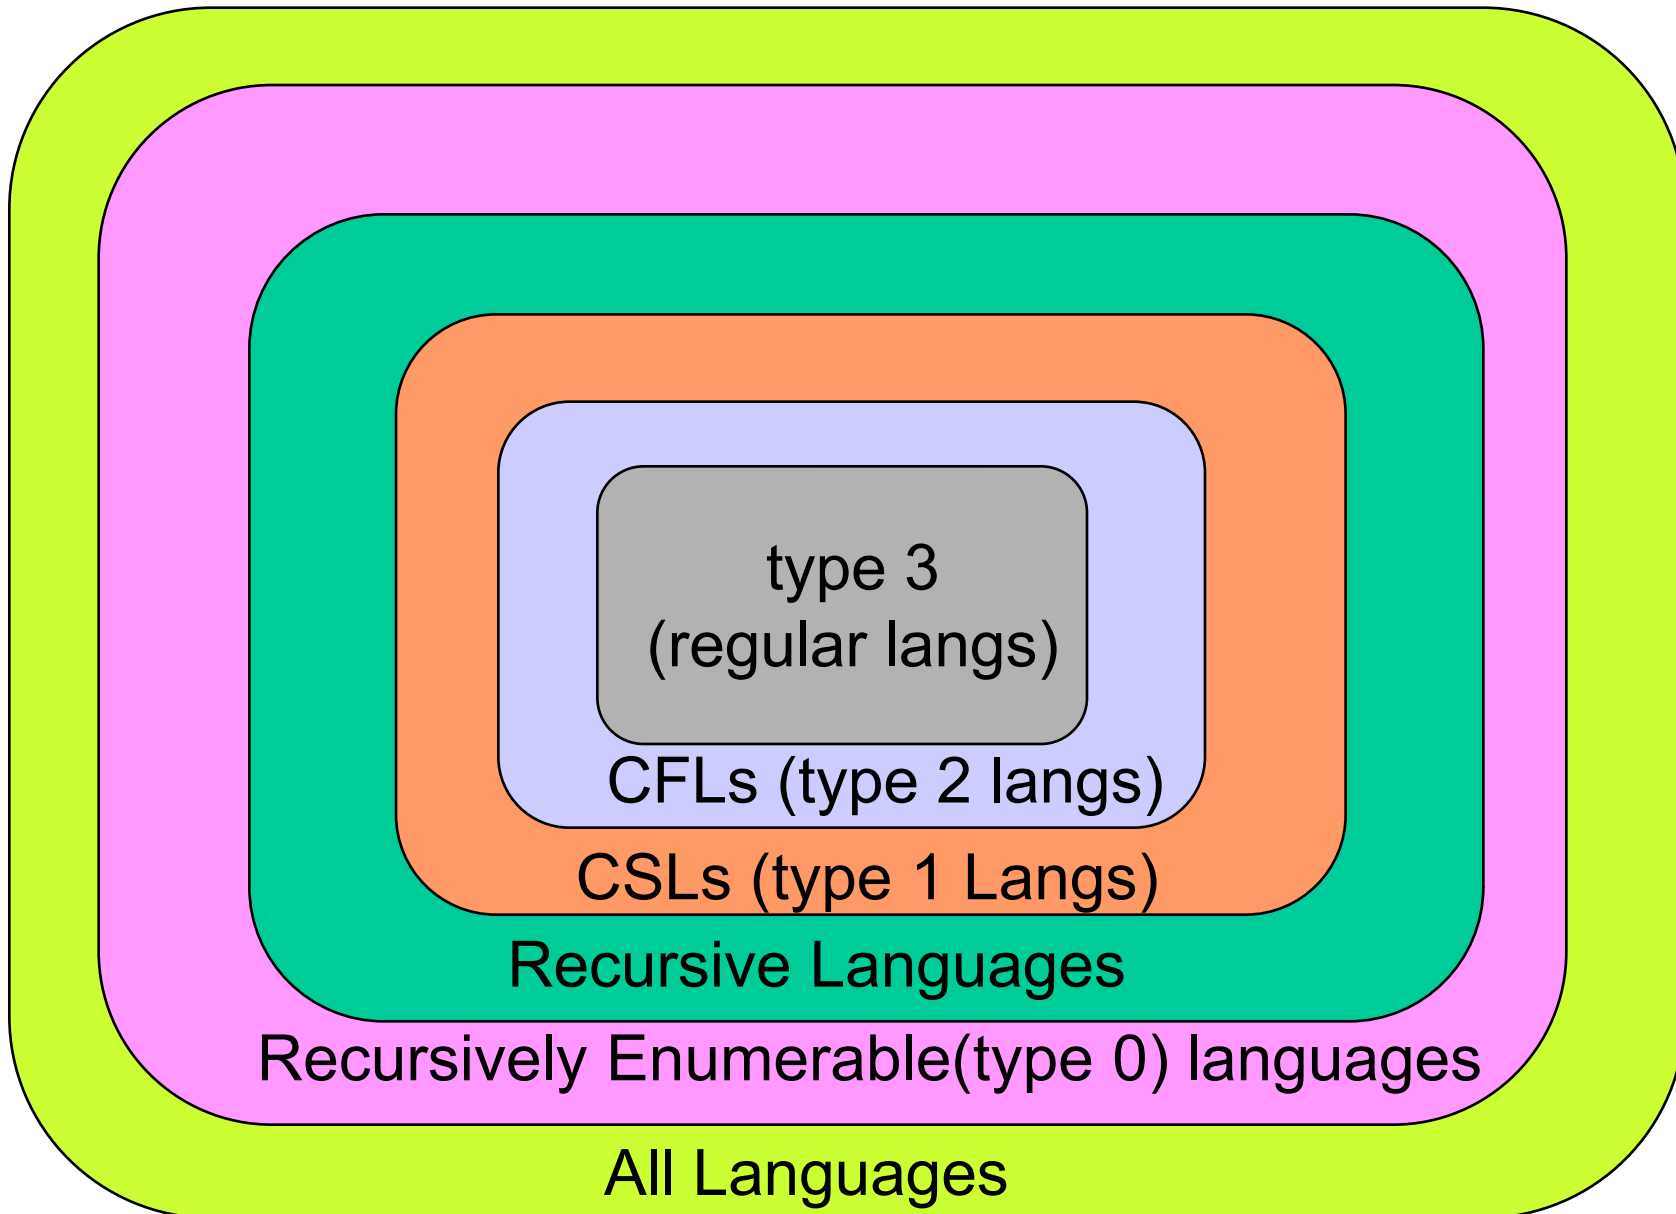 type 3
(regular langs)
CFLs (type 2 langs)
CSLs (type 1 Langs)
Recursive Languages
Recursively Enumerable(type 0) languages
All Languages